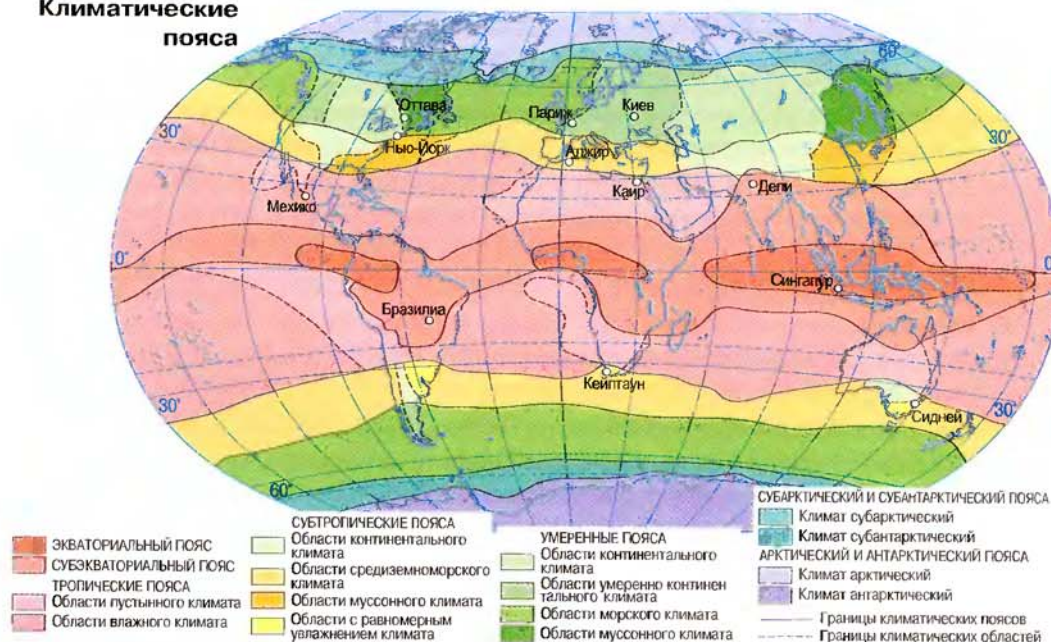 Климатические
пояса
60°
Оттава
Париж
Киев
30°
30°
Нью-Йорк
Алжир
Каир
Дели
Мехико
0°
0
Сингапур
Бразилиа
Кейптаун
30°
30°
Сидней
60°
ЭКВАТОРИАЛЬНЫЙ ПОЯС
СУБЭКВАТОРИАЛЬНЫЙ ПОЯС
ТРОПИЧЕСКИЕ ПОЯСА
Области пустынного климата
Области влажного климата
СУБТРОПИЧЕСКИЕ ПОЯСА
Области континентального
климата
Области средиземноморского
климата
Области муссонного климата
Области с равномерным
увлажнением климата
УМЕРЕННЫЕ ПОЯСА
Области континентального
климата
Области умеренно континен
тального климата
Области морского климата
Области муссонного климата
СУБАРКТИЧЕСКИЙ И СУБАНТАРКТИЧЕСКИЙ ПОЯСА
Климат субарктический
Климат субантарктический
АРКТИЧЕСКИЙ И АНТАРКТИЧЕСКИЙ ПОЯСА
Климат арктический
Климат антарктический
Границы климатических поясов
Границы климатических областей